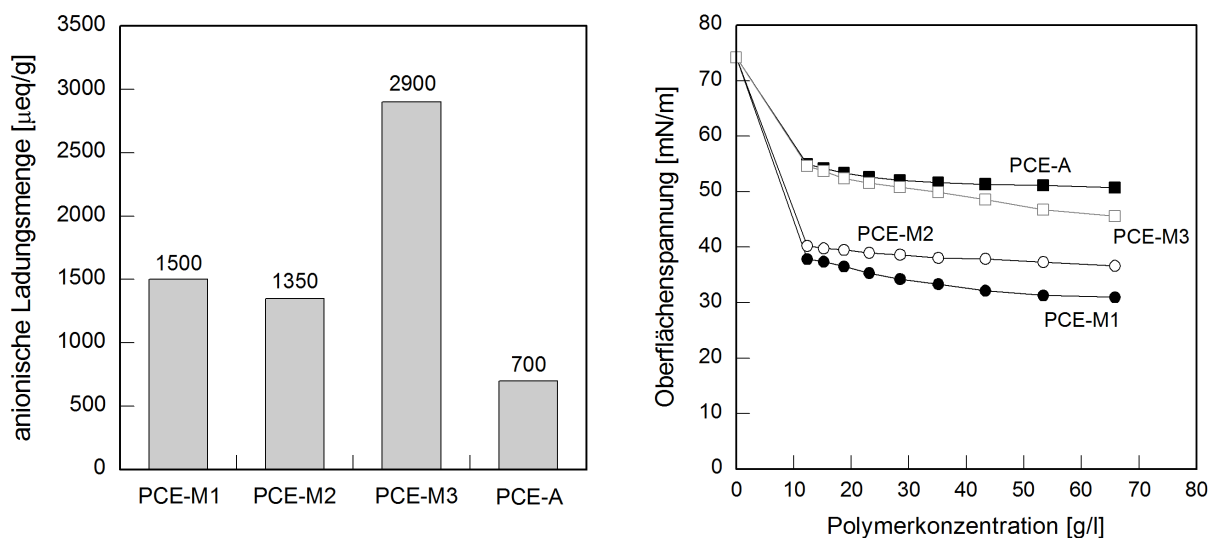 anionische Ladungsmenge [µeq/g]
3500
3000
2500
2000
1500
1000
500
0
1500
1350
2900
700
PCE-M1
PCE-M2
PCE-M3
PCE-A
Oberflächenspannung [mN/m]
80
70
60
50
40
30
20
10
0
PCE-A
PCE-M3
PCE-M2
PCE-M1
0 10 20 30 40 50 60 70 80
Polymerkonzentration [g/l]